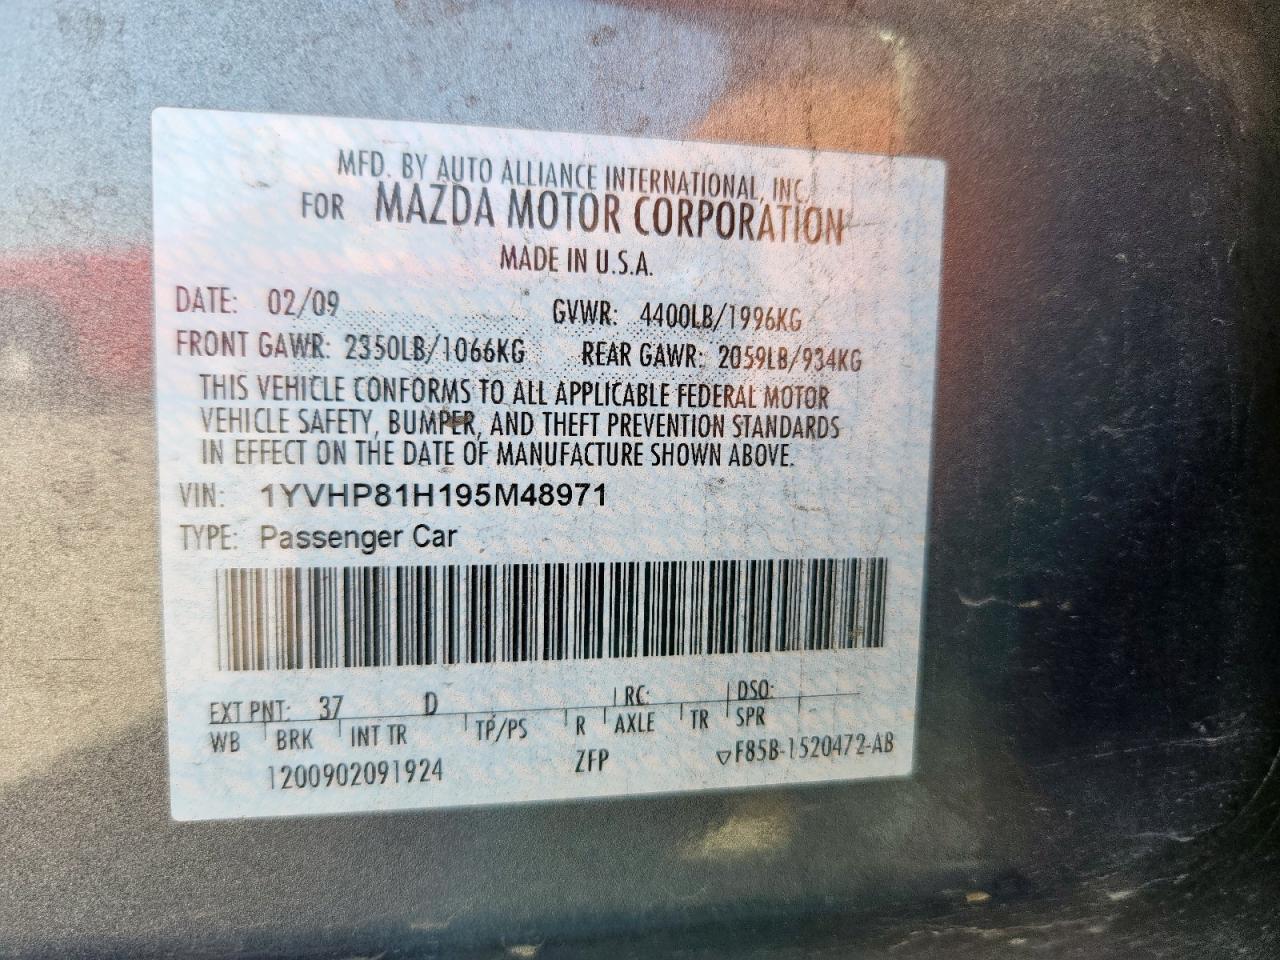 MFD. BY AUTO ALLIANCE INTERNATIONAL, INC.
FOR MAZDA MOTOR CORPORATION
MADE IN U.S.A.
DATE: 02/09 GVWR: 4400LB/1996KG
FRONT GAWR: 2350LB/1066KG REAR GAWR: 2059LB/934KG
THIS VEHICLE CONFORMS TO ALL APPLICABLE FEDERAL MOTOR
VEHICLE SAFETY, BUMPER, AND THEFT PREVENTION STANDARDS
IN EFFECT ON THE DATE OF MANUFACTURE SHOWN ABOVE.
VIN: 1YVHP81H195M48971
TYPE: Passenger Car
EXT PNT: 37 D RC: DSO:
WB BRK INT TR TP/PS R AXLE TR SPR
1200902091924 ZFP ▽F85B-1520472-AB